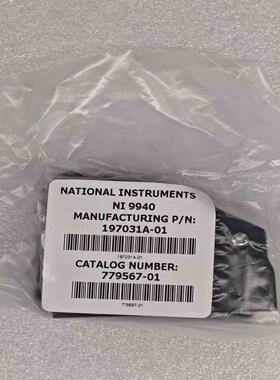 NATIONAL INSTRUMENTS
NI 9940
MANUFACTURING P/N:
197031A-01
197031A-01
CATALOG NUMBER:
779567-01
779567-01